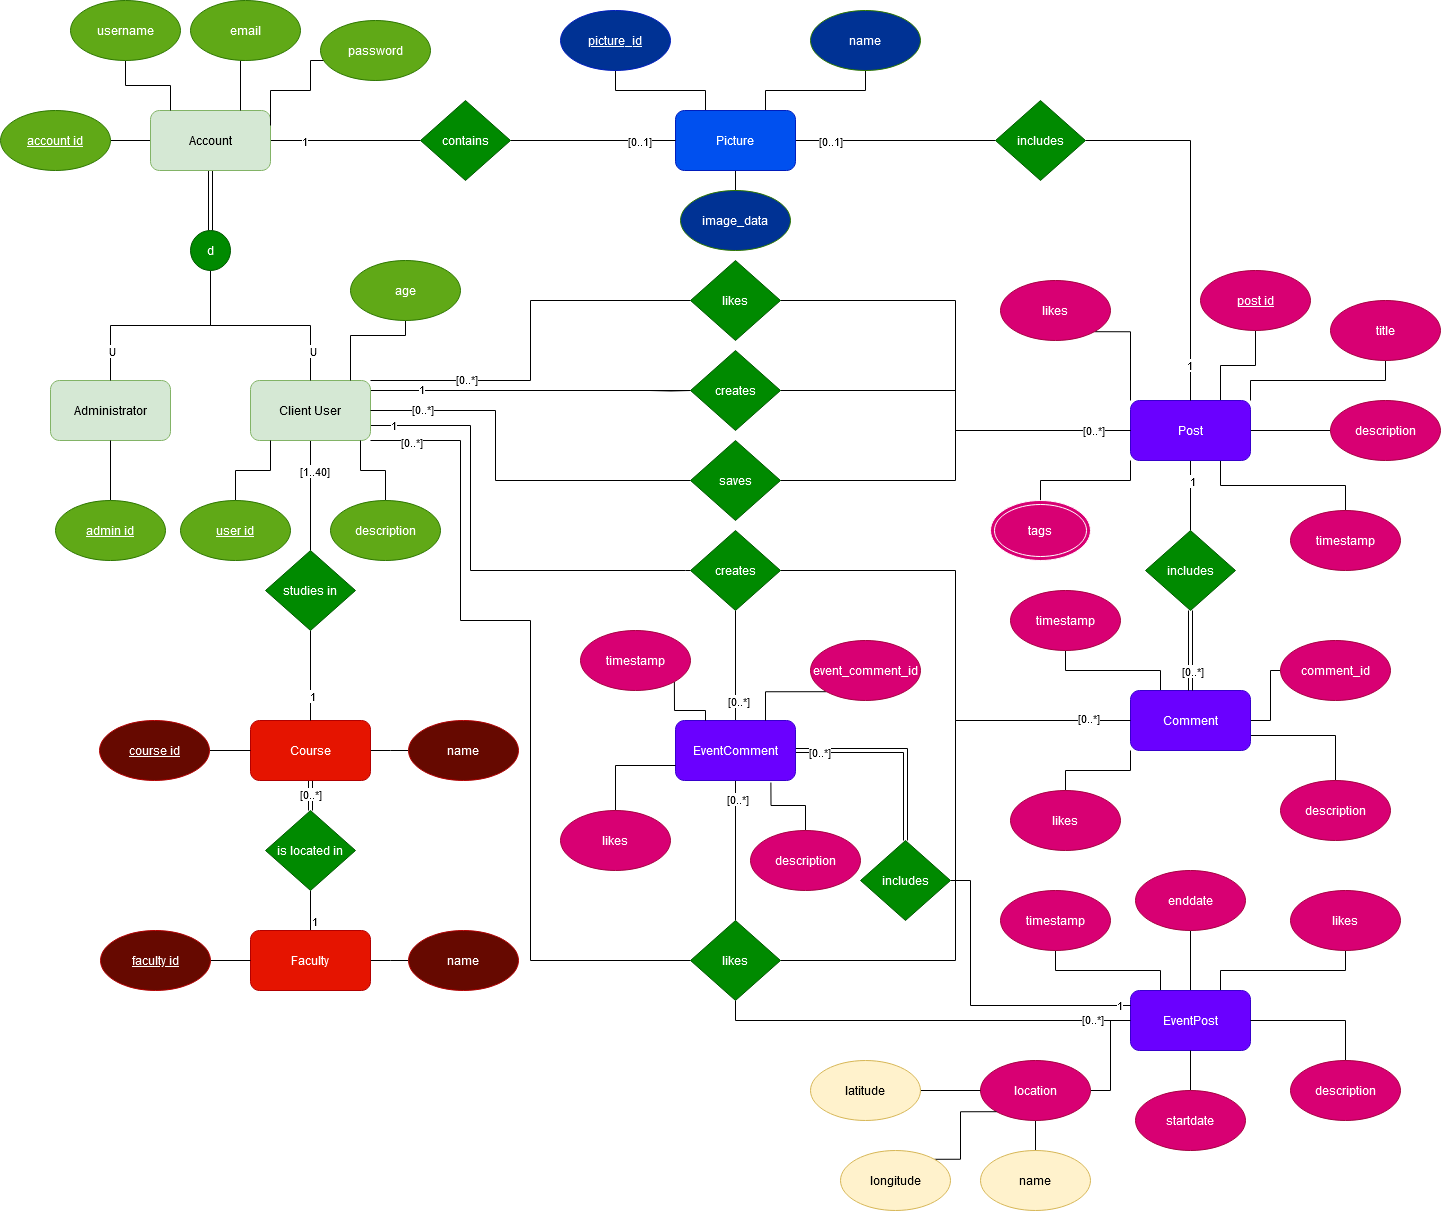 username
email
password
picture_id
name
account id
Account
1
contains
[0..1]
Picture
[0..1]
includes
image_data
d
age
likes
likes
post id
title
U
U
1
[0..*]
1
creates
Administrator
Client User
[0..*]
1
[0..*]
[0..*]
Post
description
[1..40]
saves
1
admin id
user id
description
tags
timestamp
creates
includes
studies in
timestamp
timestamp
event_comment_id
[0..*]
comment_id
1
[0..*]
[0..*]
Comment
course id
Course
name
EventComment
[0..*]
[0..*]
[0..*]
description
likes
likes
is located in
description
includes
1
timestamp
enddate
likes
faculty id
Faculty
name
likes
1
[0..*]
EventPost
latitude
location
description
startdate
longitude
name